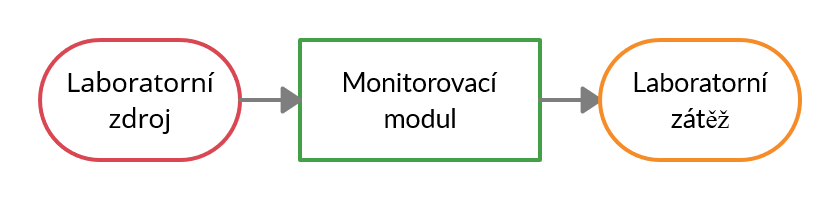 Laboratorní
zdroj
Monitorovací
modul
Laboratorní
zátěž